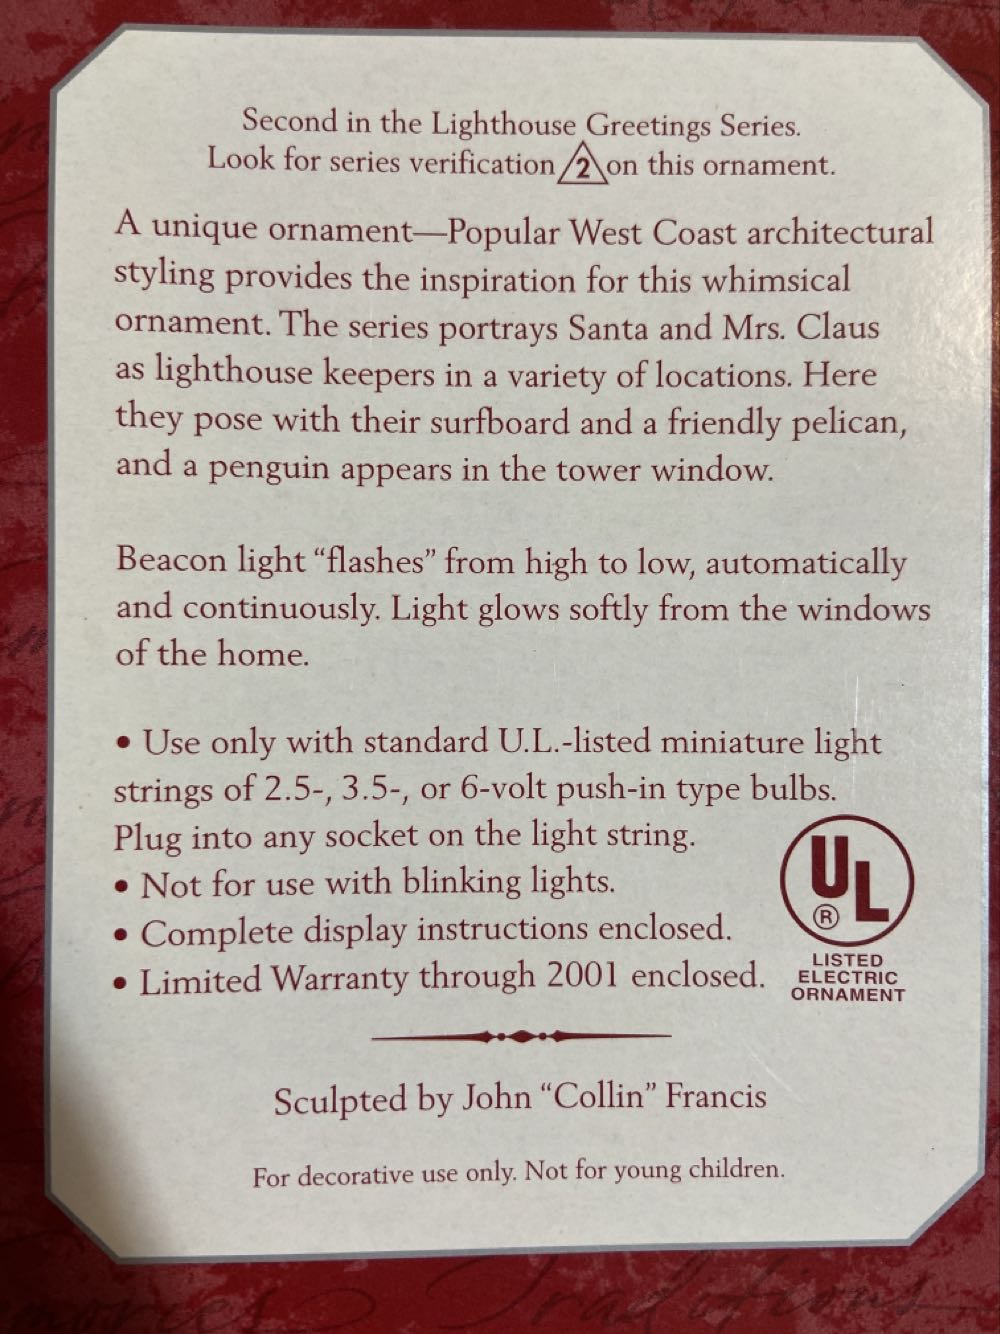 Second in the Lighthouse Greetings Series.
Look for series verification 2 on this ornament.
A unique ornament—Popular West Coast architectural
styling provides the inspiration for this whimsical
ornament. The series portrays Santa and Mrs. Claus
as lighthouse keepers in a variety of locations. Here
they pose with their surfboard and a friendly pelican,
and a penguin appears in the tower window.
Beacon light “flashes” from high to low, automatically
and continuously. Light glows softly from the windows
of the home.
• Use only with standard U.L.-listed miniature light
strings of 2.5-, 3.5-, or 6-volt push-in type bulbs.
Plug into any socket on the light string.
• Not for use with blinking lights.
• Complete display instructions enclosed.
• Limited Warranty through 2001 enclosed.
UL ®
LISTED
ELECTRIC
ORNAMENT
Sculpted by John “Collin” Francis
For decorative use only. Not for young children.
Traditions